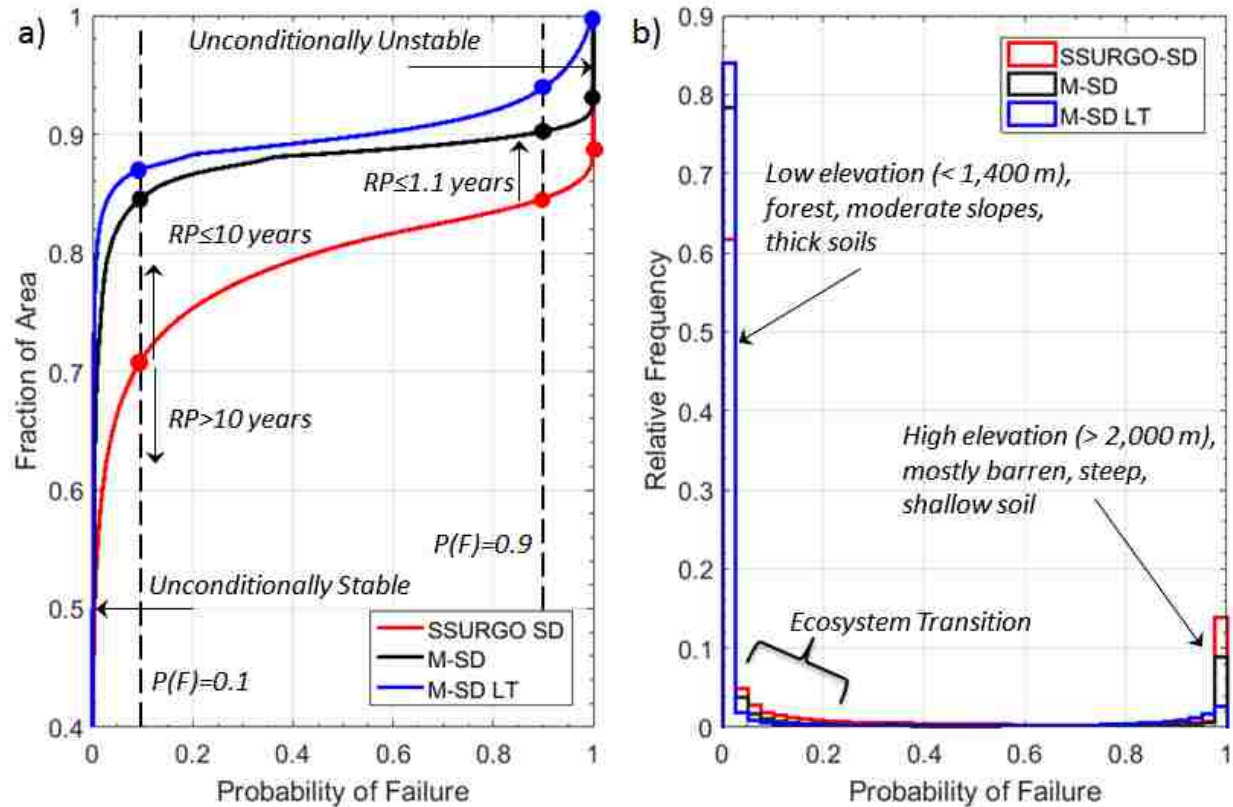 a)
1
0.9
0.8
0.7
0.6
0.5
0.4
Fraction of Area
Unconditionally Unstable
RP≤1.1 years
RP≤10 years
RP>10 years
P(F)=0.9
Unconditionally Stable
P(F)=0.1
SSURGO SD
M-SD
M-SD LT
0
0.2
0.4
0.6
0.8
1
Probability of Failure
b)
0.9
0.8
0.7
0.6
0.5
0.4
0.3
0.2
0.1
0
Relative Frequency
SSURGO-SD
M-SD
M-SD LT
Low elevation (< 1,400 m),
forest, moderate slopes,
thick soils
High elevation (> 2,000 m),
mostly barren, steep,
shallow soil
Ecosystem Transition
0
0.2
0.4
0.6
0.8
1
Probability of Failure